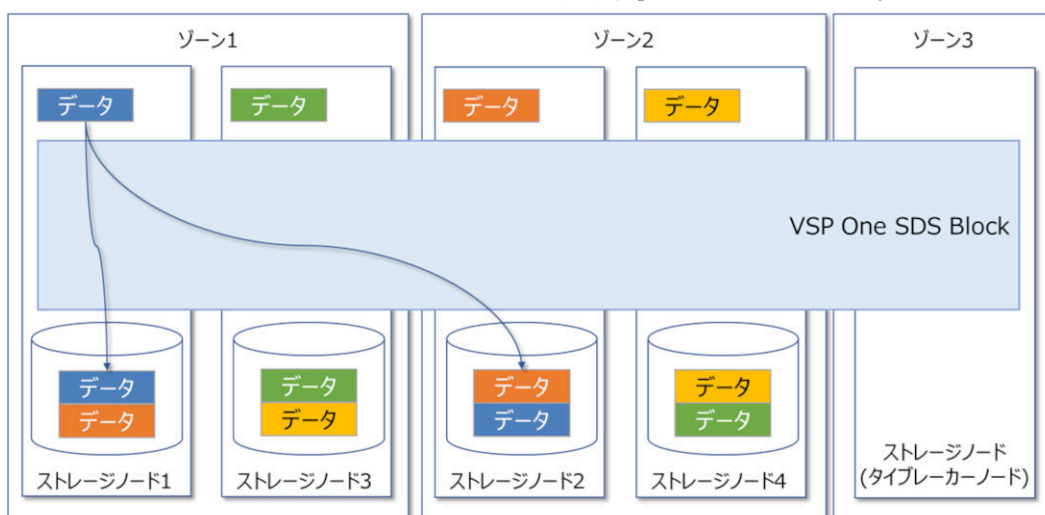 ゾーン1
ゾーン2
ゾーン3
データ
データ
データ
データ
VSP One SDS Block
データ
データ
データ
データ
データ
データ
データ
データ
ストレージノード1
ストレージノード3
ストレージノード2
ストレージノード4
ストレージノード
(タイブレーカーノード)